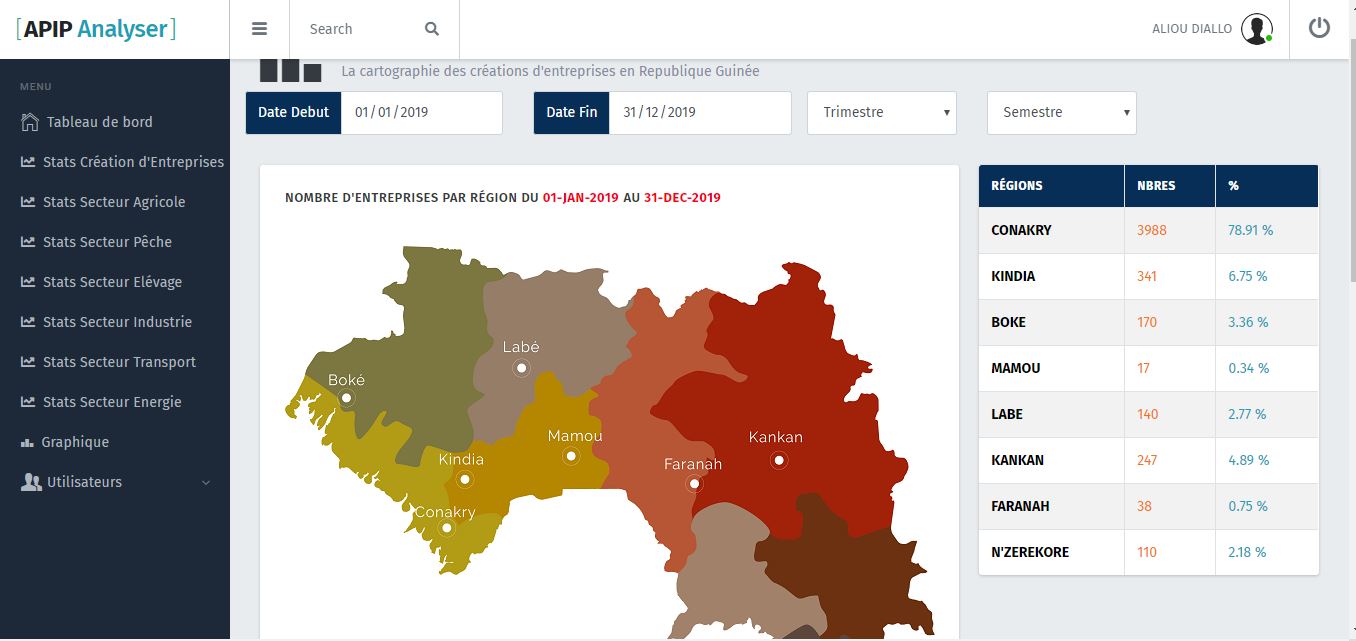 [APIP Analyser]
Search
ALIOU DIALLO
MENU
Tableau de bord
Stats Création d'Entreprises
Stats Secteur Agricole
Stats Secteur Pêche
Stats Secteur Elévage
Stats Secteur Industrie
Stats Secteur Transport
Stats Secteur Energie
Graphique
Utilisateurs
La cartographie des créations d'entreprises en Republique Guinée
Date Debut 01/01/2019 Date Fin 31/12/2019 Trimestre Semestre
NOMBRE D'ENTREPRISES PAR RÉGION DU 01-JAN-2019 AU 31-DEC-2019
Labé
Boké
Mamou
Kankan
Kindia
Faranah
Conakry
RÉGIONS NBRES %
CONAKRY 3988 78.91 %
KINDIA 341 6.75 %
BOKE 170 3.36 %
MAMOU 17 0.34 %
LABE 140 2.77 %
KANKAN 247 4.89 %
FARANAH 38 0.75 %
N'ZEREKORE 110 2.18 %